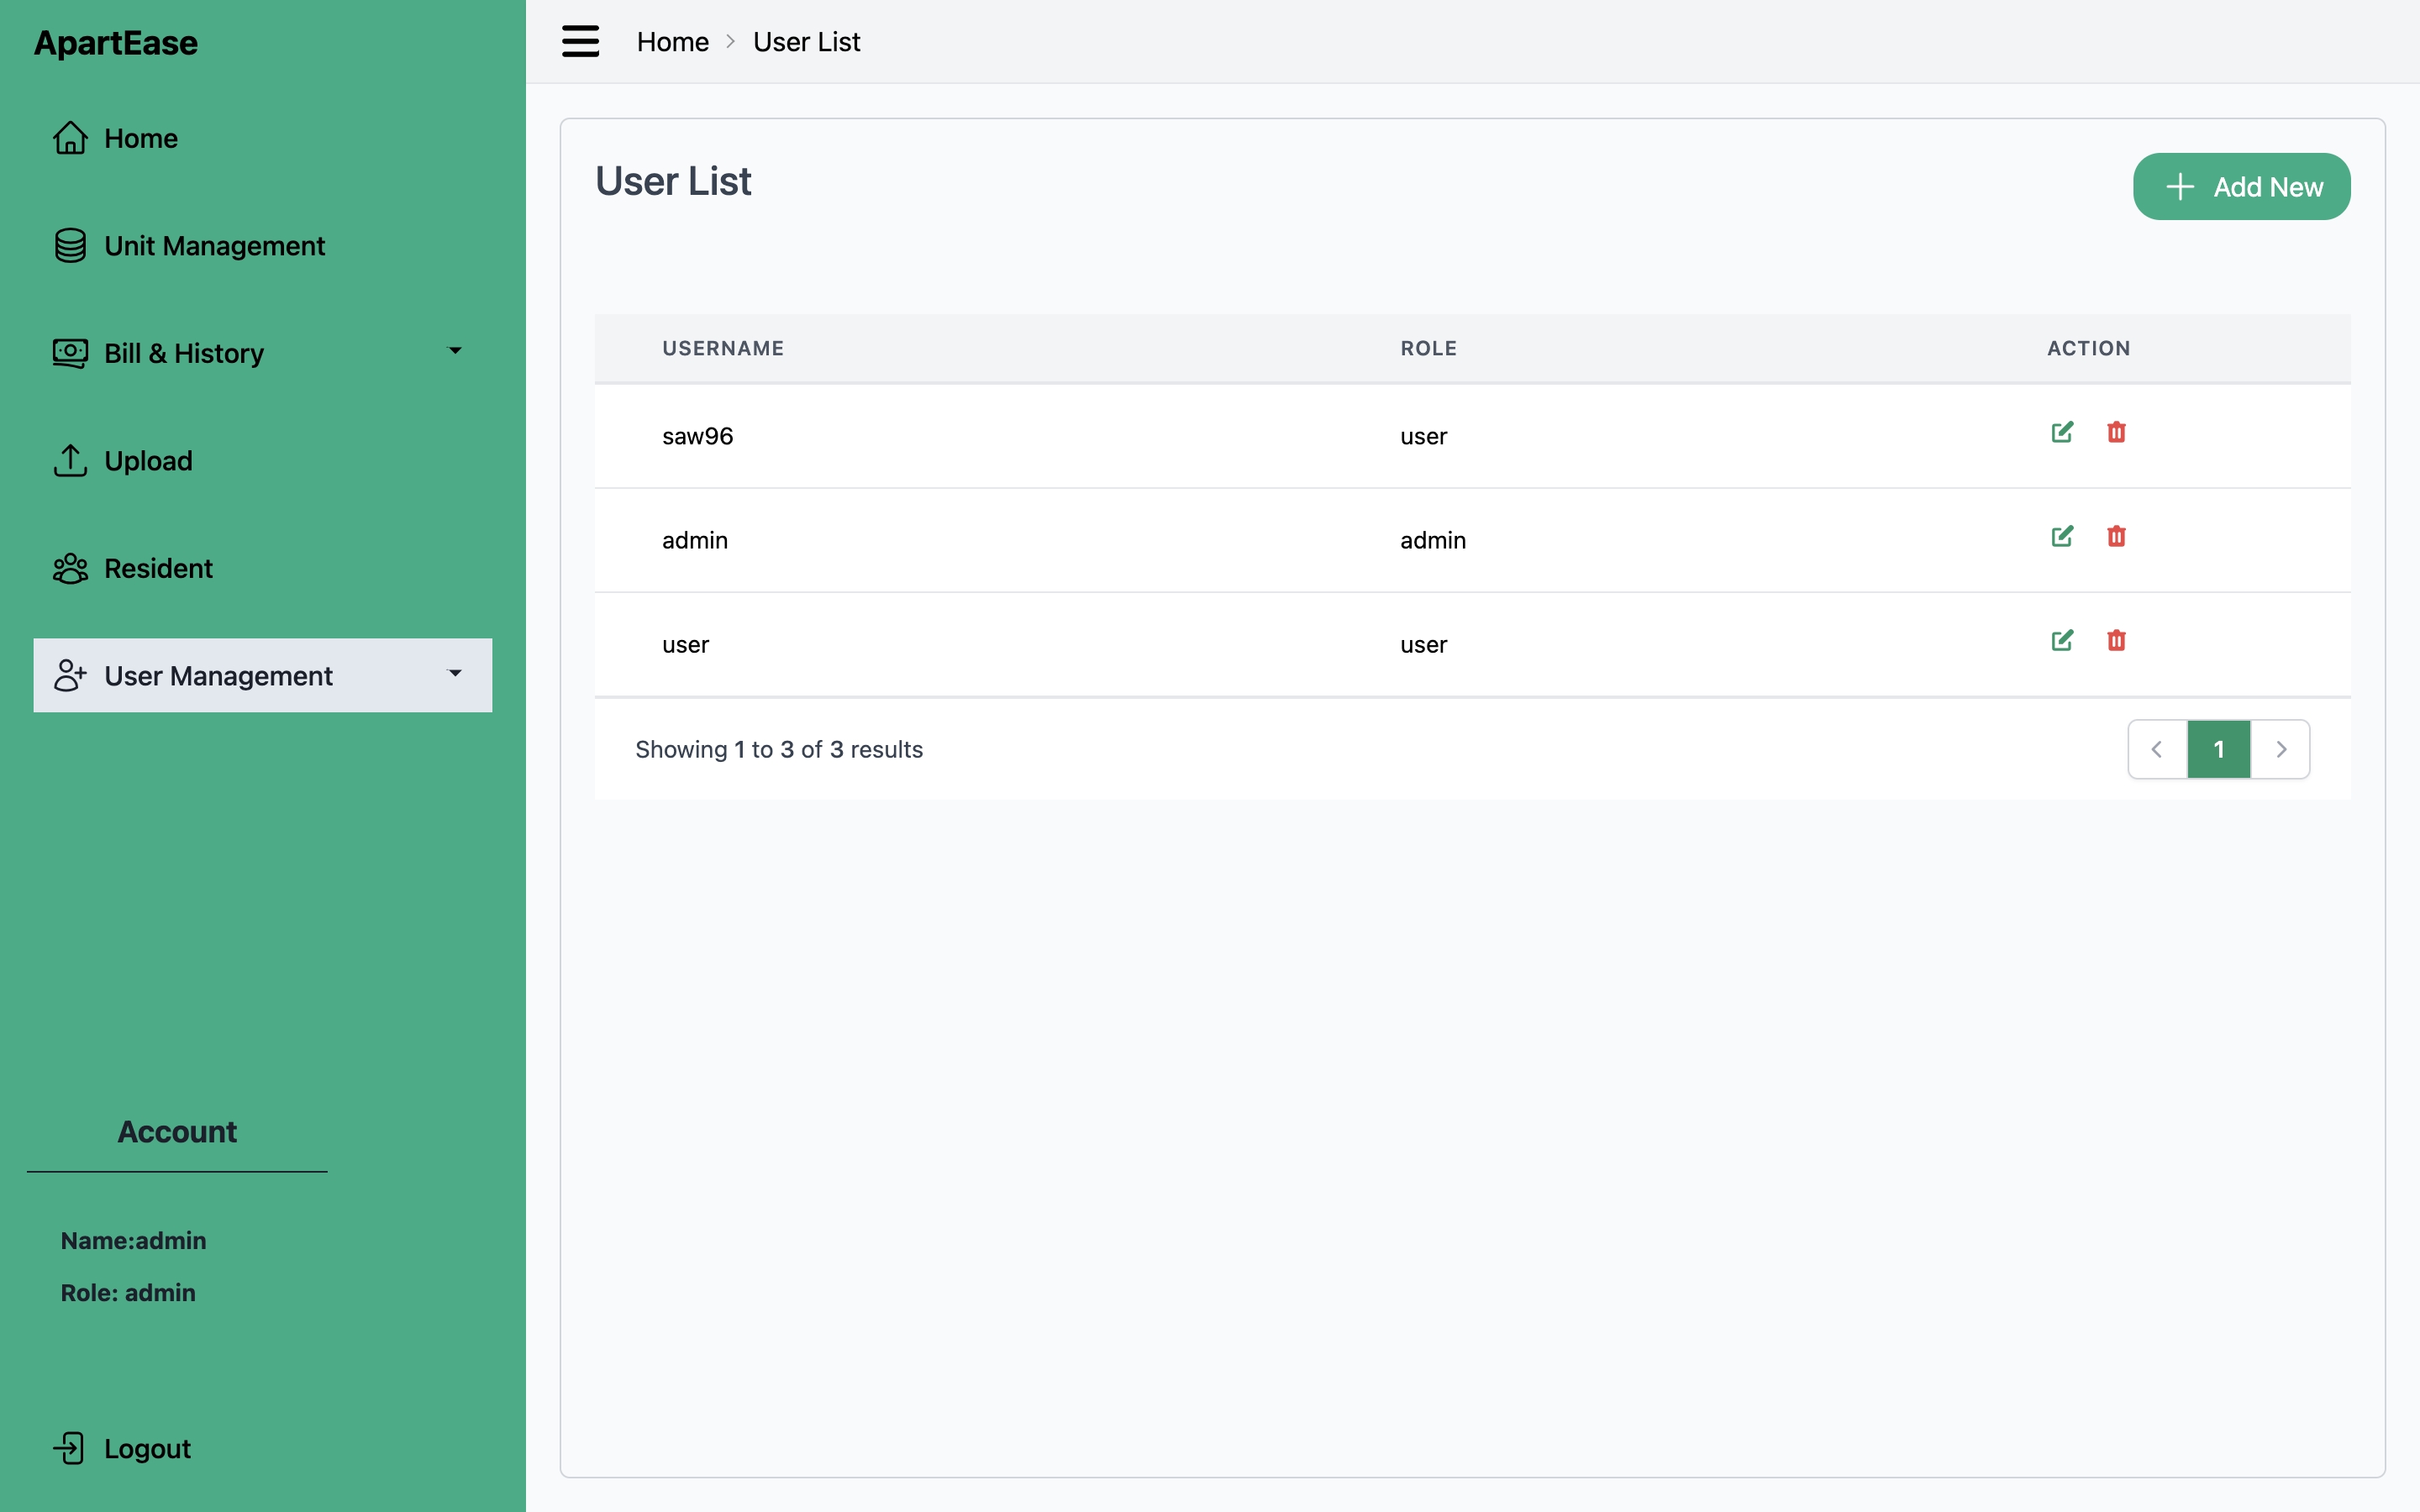 ApartEase
Home
Unit Management
Bill & History
Upload
Resident
User Management
Account
Name:admin
Role: admin
Logout
Home > User List
User List
Add New
USERNAME ROLE ACTION
saw96 user
admin admin
user user
Showing 1 to 3 of 3 results
1